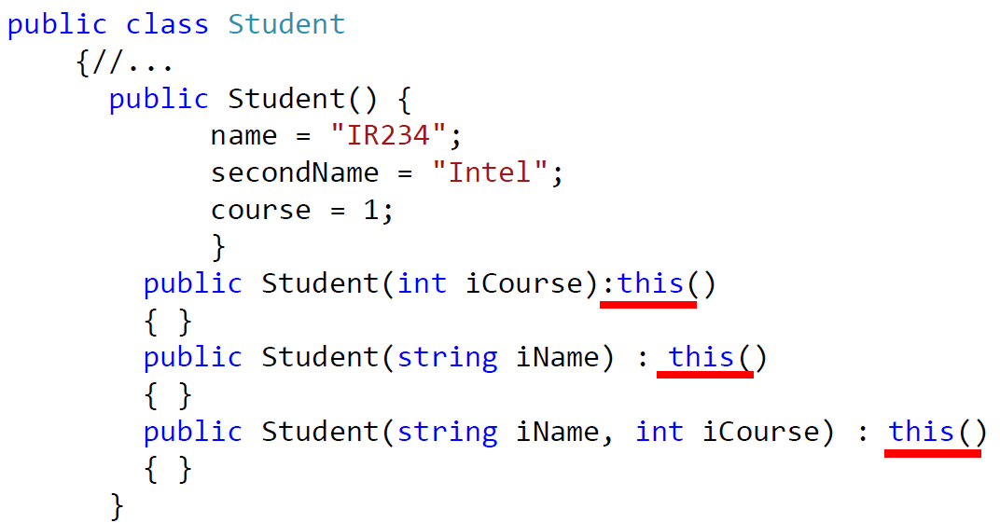 public class Student
{//...
public Student() {
name = "IR234";
secondName = "Intel";
course = 1;
}
public Student(int iCourse):this()
{ }
public Student(string iName) : this()
{ }
public Student(string iName, int iCourse) : this()
{ }
}